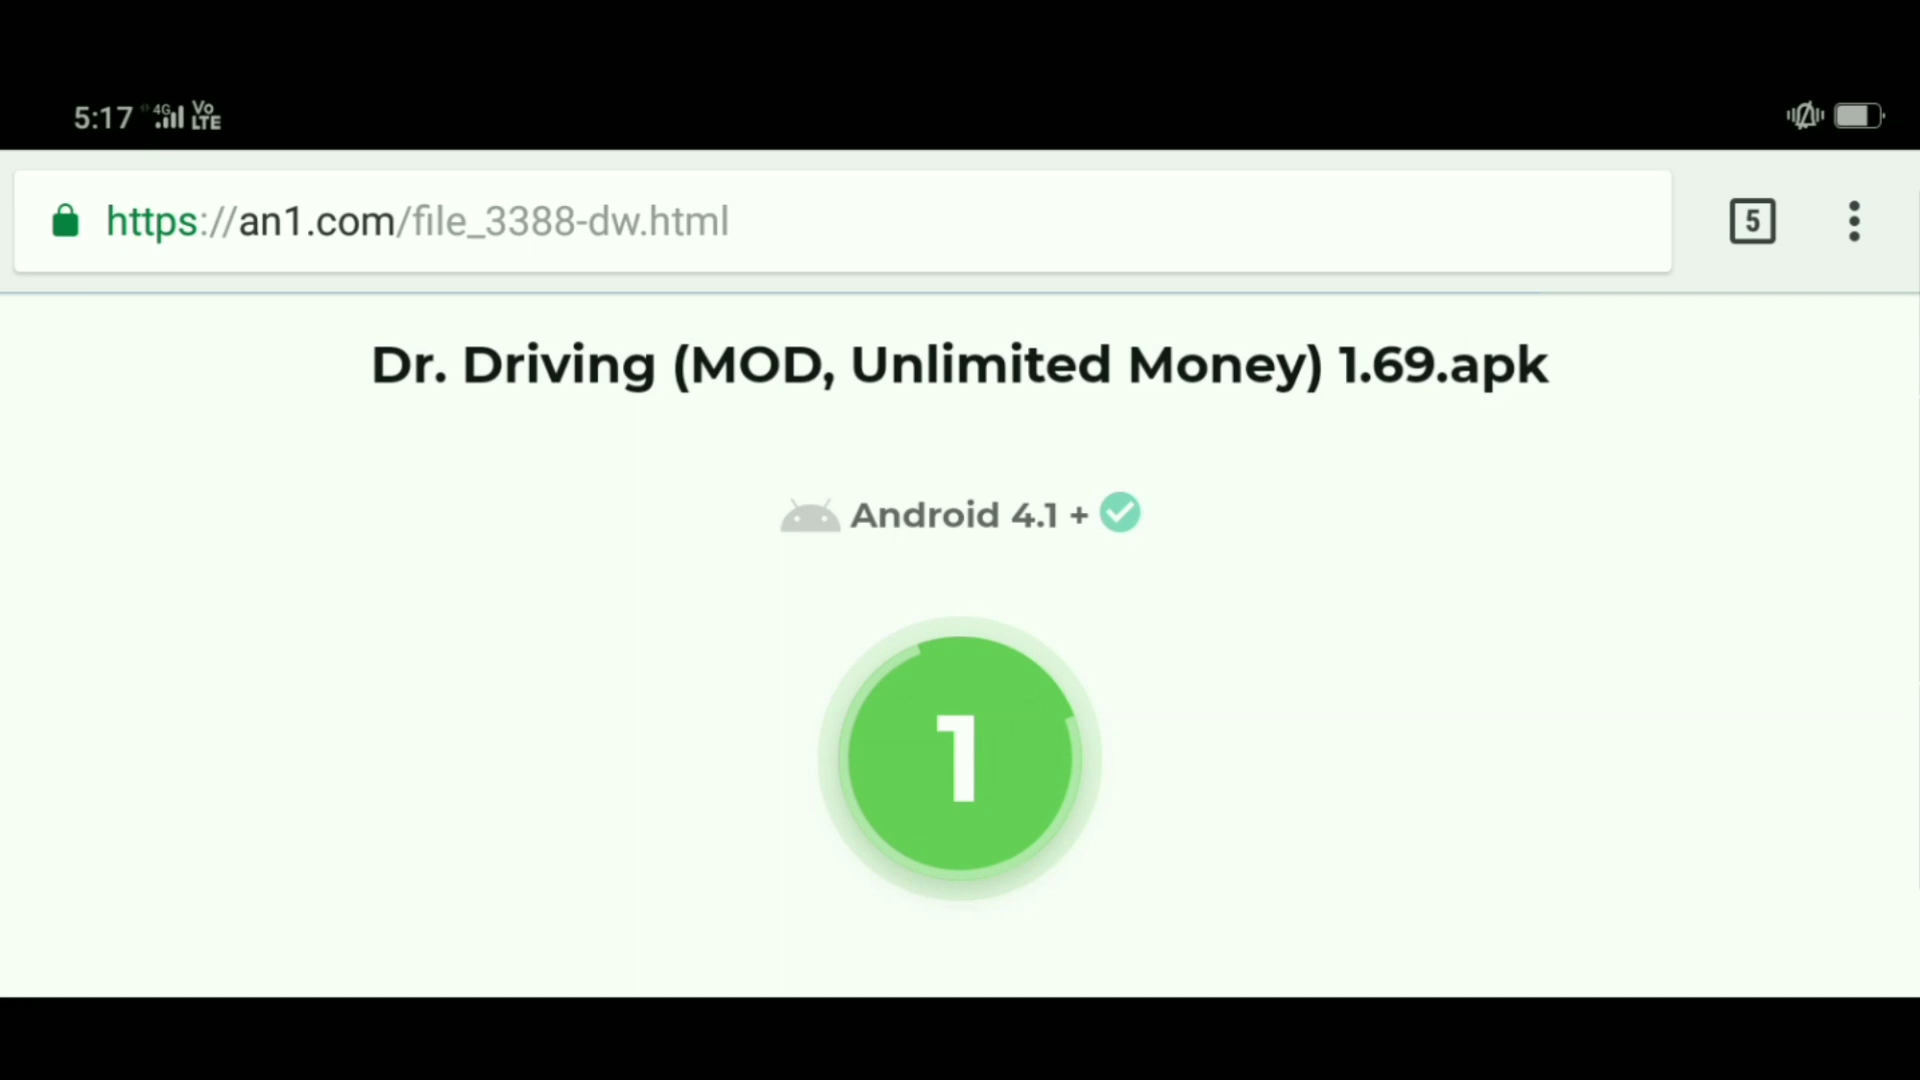 5:17 4G Vo LTE
https://an1.com/file_3388-dw.html 5
Dr. Driving (MOD, Unlimited Money) 1.69.apk
Android 4.1 +
1